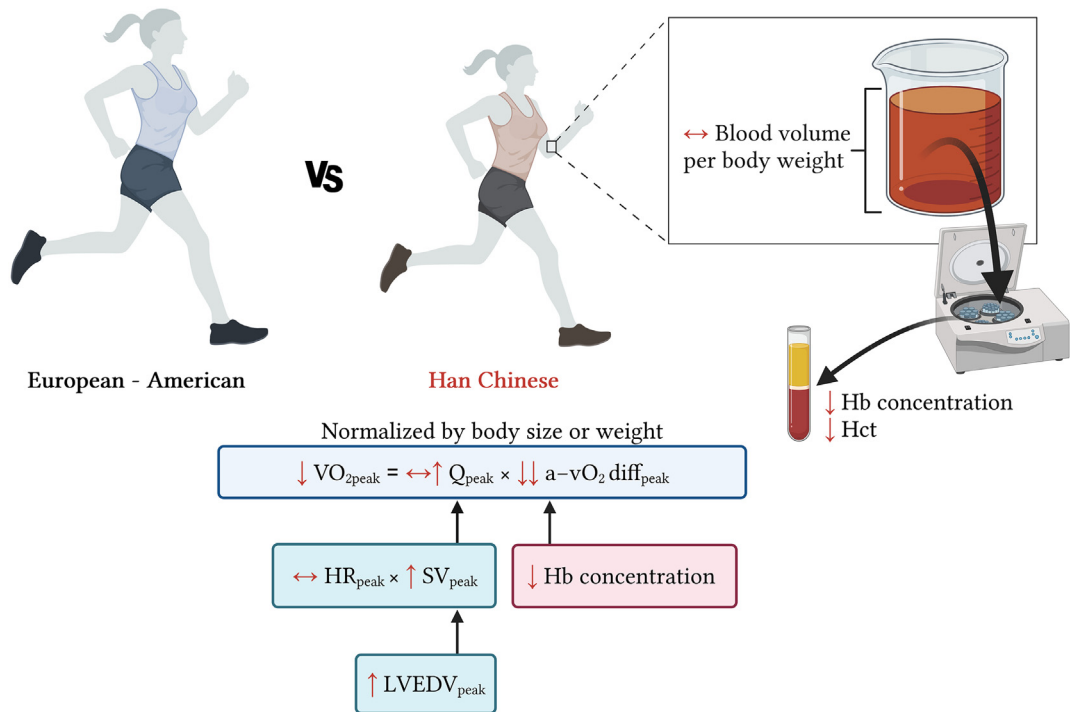 VS
↔ Blood volume
per body weight
European - American
Han Chinese
↓ Hb concentration
↓ Hct
Normalized by body size or weight
↓ VO₂peak = ↔↑ Qpeak × ↓↓ a–vO₂ diffpeak
↔ HRpeak × ↑ SVpeak
↓ Hb concentration
↑ LVEDVpeak